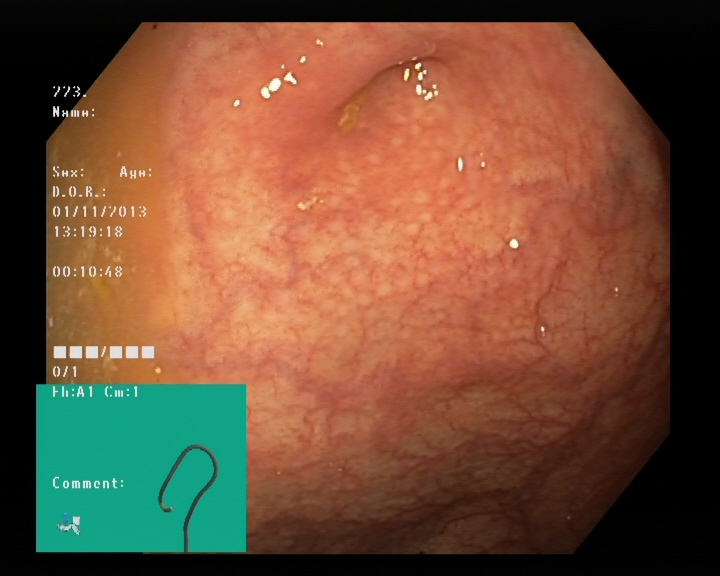 223.
Name:
Sex: Age:
D.O.R.:
01/11/2013
13:19:18
00:10:48
■■■/■■■
0/1
Eh:A1 Cm:1
Comment: